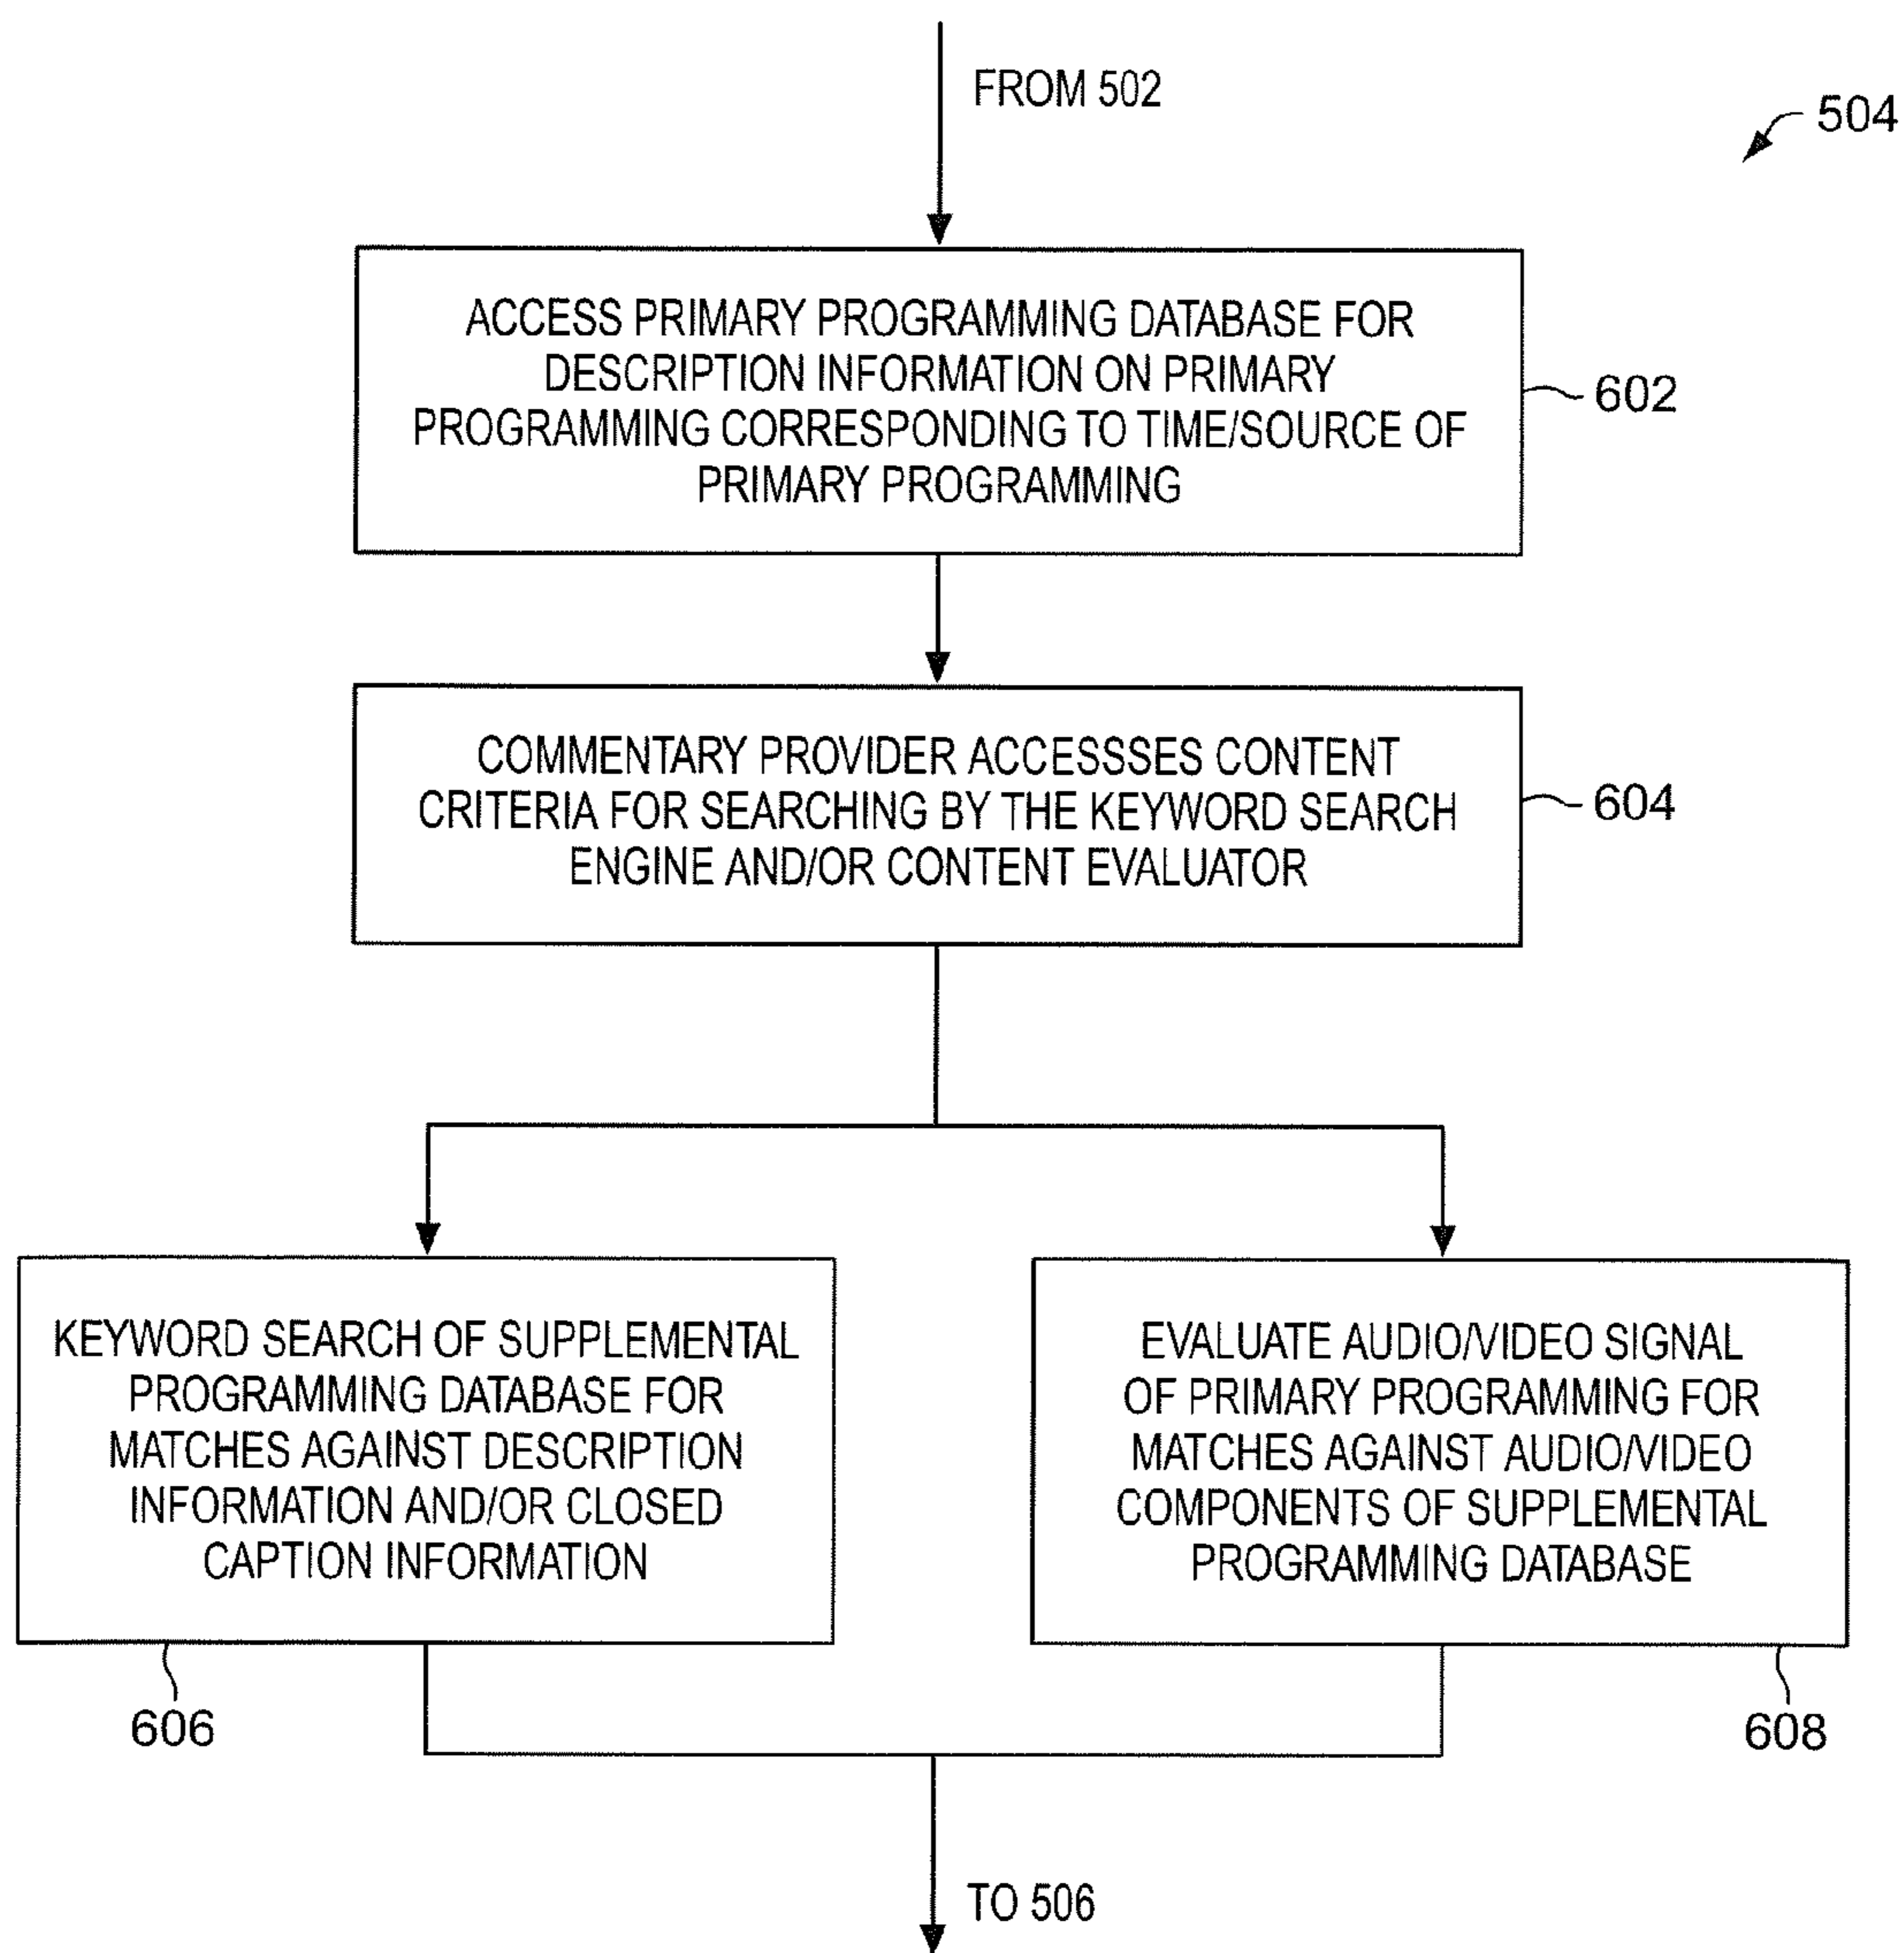 FROM 502
504
ACCESS PRIMARY PROGRAMMING DATABASE FOR
DESCRIPTION INFORMATION ON PRIMARY
PROGRAMMING CORRESPONDING TO TIME/SOURCE OF
PRIMARY PROGRAMMING
602
COMMENTARY PROVIDER ACCESSSES CONTENT
CRITERIA FOR SEARCHING BY THE KEYWORD SEARCH
ENGINE AND/OR CONTENT EVALUATOR
604
KEYWORD SEARCH OF SUPPLEMENTAL
PROGRAMMING DATABASE FOR
MATCHES AGAINST DESCRIPTION
INFORMATION AND/OR CLOSED
CAPTION INFORMATION
606
EVALUATE AUDIO/VIDEO SIGNAL
OF PRIMARY PROGRAMMING FOR
MATCHES AGAINST AUDIO/VIDEO
COMPONENTS OF SUPPLEMENTAL
PROGRAMMING DATABASE
608
TO 506